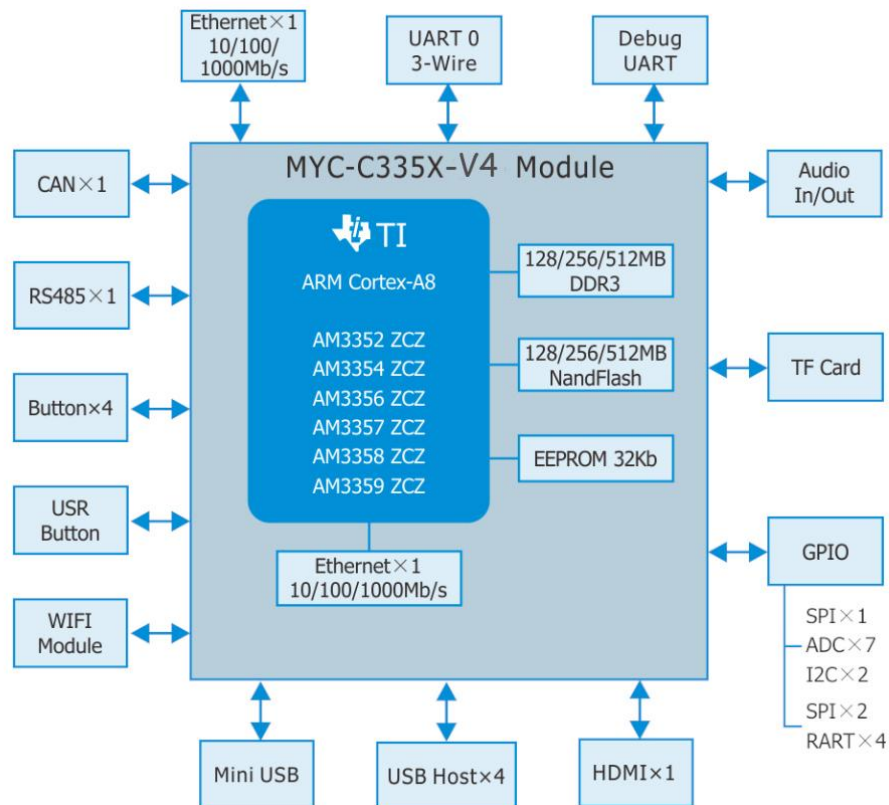 Ethernet×1
10/100/
1000Mb/s
UART 0
3-Wire
Debug
UART
MYC-C335X-V4 Module
CAN×1
RS485×1
Button×4
USR
Button
WIFI
Module
TI
ARM Cortex-A8
AM3352 ZCZ
AM3354 ZCZ
AM3356 ZCZ
AM3357 ZCZ
AM3358 ZCZ
AM3359 ZCZ
128/256/512MB
DDR3
128/256/512MB
NandFlash
EEPROM 32Kb
Ethernet×1
10/100/1000Mb/s
Audio
In/Out
TF Card
GPIO
SPI×1
ADC×7
I2C×2
SPI×2
RART×4
Mini USB
USB Host×4
HDMI×1